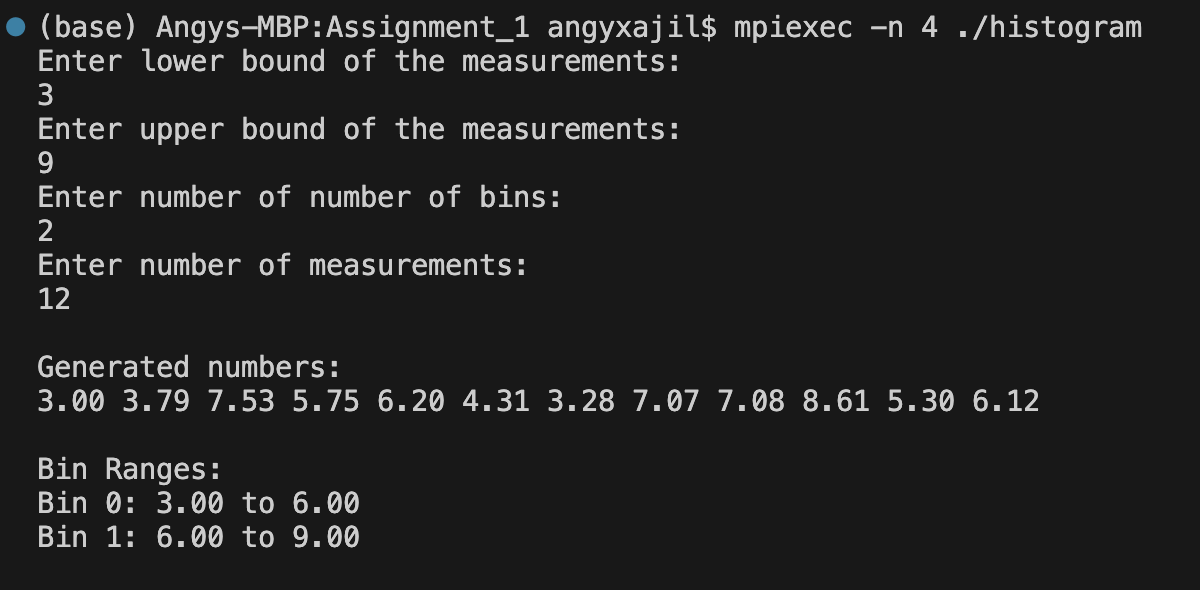 (base) Angys-MBP:Assignment_1 angyxajil$ mpiexec -n 4 ./histogram
Enter lower bound of the measurements:
3
Enter upper bound of the measurements:
9
Enter number of number of bins:
2
Enter number of measurements:
12
Generated numbers:
3.00 3.79 7.53 5.75 6.20 4.31 3.28 7.07 7.08 8.61 5.30 6.12
Bin Ranges:
Bin 0: 3.00 to 6.00
Bin 1: 6.00 to 9.00